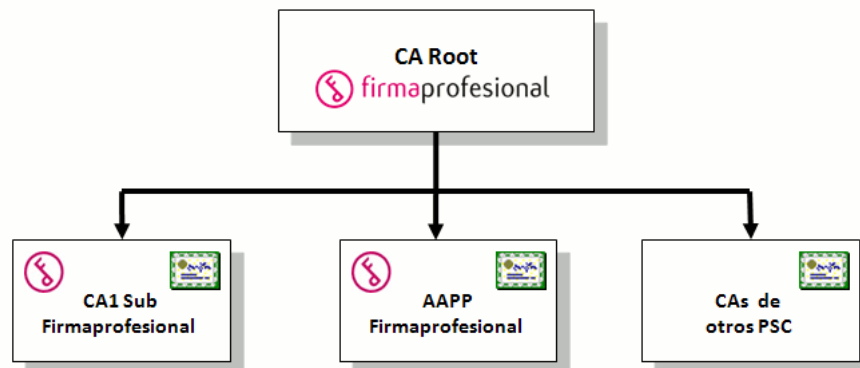 CA Root
firmaprofesional
CA1 Sub
Firmaprofesional
AAPP
Firmaprofesional
CAs de
otros PSC